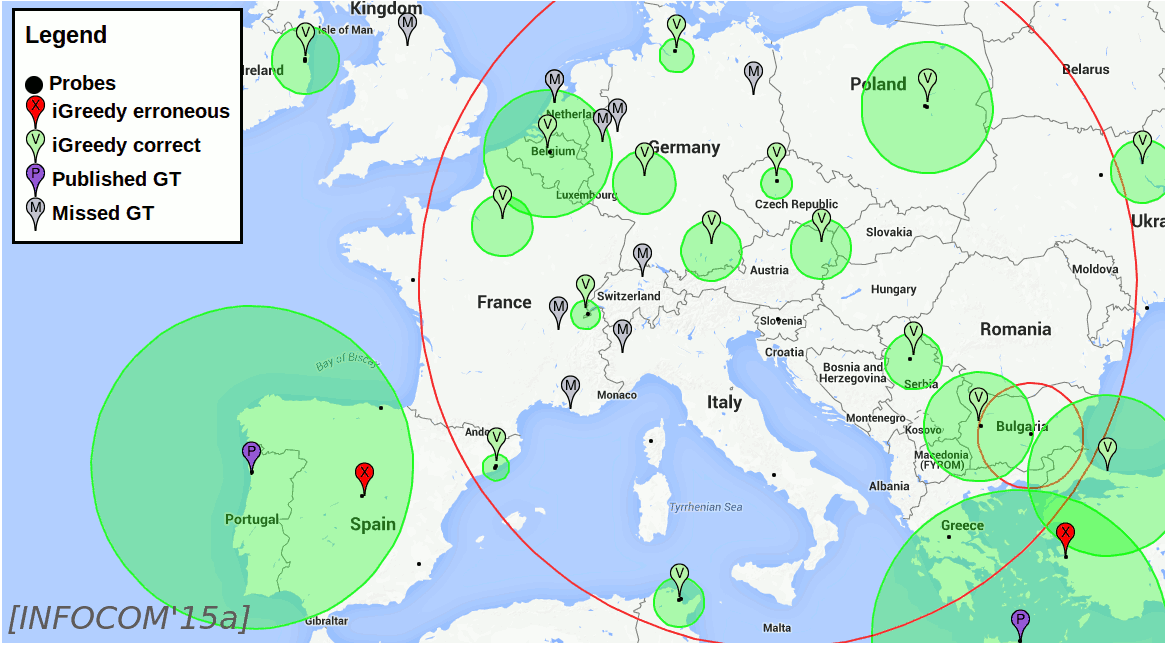 Kingdom
Legend
Probes
iGreedy erroneous
iGreedy correct
Published GT
Missed GT
X
V
P
M
M
V
Isle of Man
Ireland
V
M
V
Poland
Belarus
M
M
M
Netherla
V
Belgium
Germany
V
V
V
Luxembourg
Czech Republic
V
V
V
Ukra
Slovakia
M
Austria
Moldova
V
Switzerland
Hungary
France
M
M
Slovenia
Romania
V
Croatia
Bay of Biscay
Bosnia and
Herzegovina
Serbia
M
Monaco
Italy
V
Montenegro
Kosovo
Bulgaria
Ando
V
V
P
Macedonia
(FYROM)
X
Albania
Tyrrhenian Sea
Portugal
Spain
Greece
X
V
[INFOCOM'15a]
Gibraltar
Malta
P